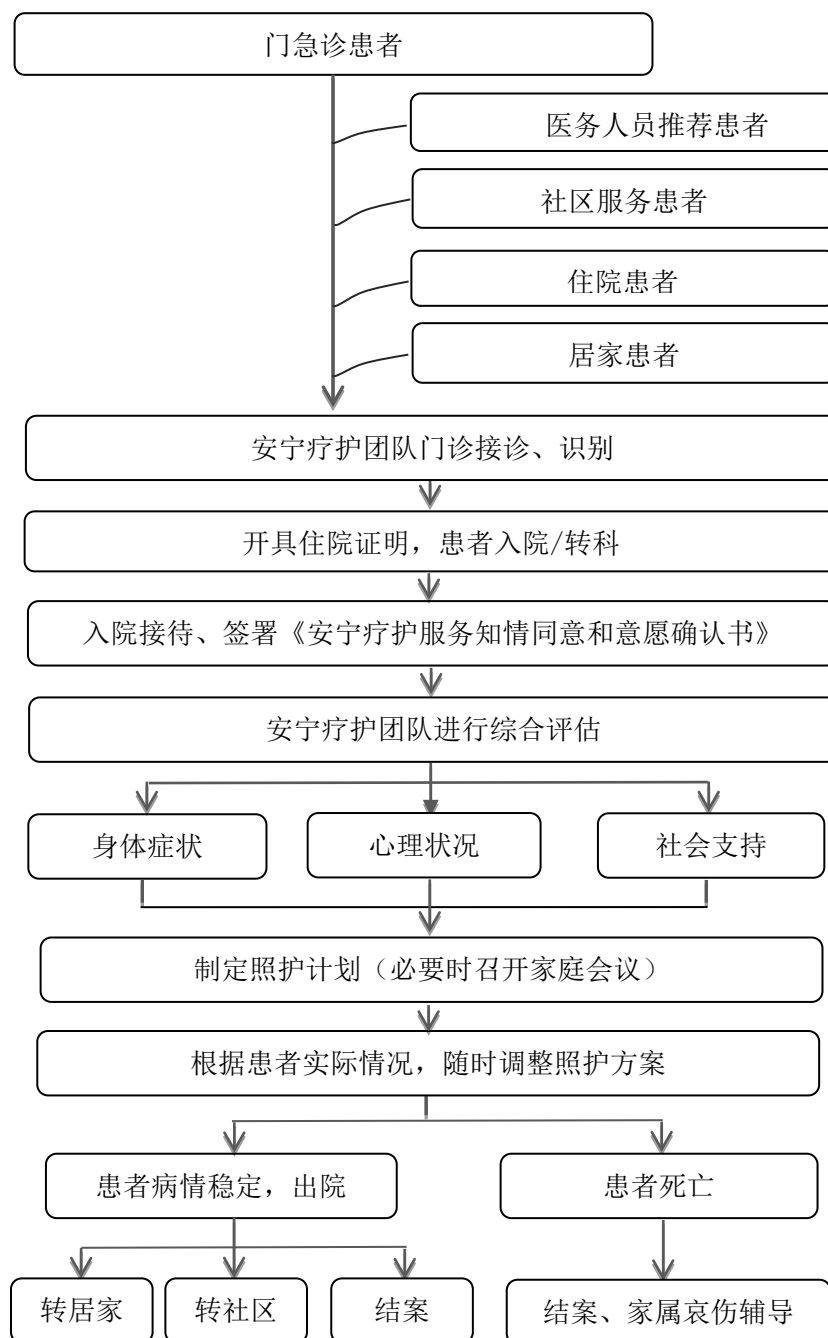 门急诊患者
医务人员推荐患者
社区服务患者
住院患者
居家患者
安宁疗护团队门诊接诊、识别
开具住院证明，患者入院/转科
入院接待、签署《安宁疗护服务知情同意和意愿确认书》
安宁疗护团队进行综合评估
身体症状
心理状况
社会支持
制定照护计划（必要时召开家庭会议）
根据患者实际情况，随时调整照护方案
患者病情稳定，出院
患者死亡
转居家
转社区
结案
结案、家属哀伤辅导